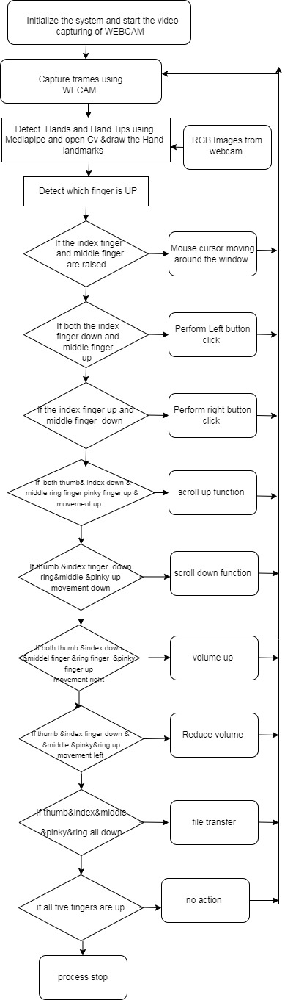 Initialize the system and start the video
capturing of WEBCAM
Capture frames using
WECAM
Detect Hands and Hand Tips using
Mediapipe and open Cv &draw the Hand
landmarks
RGB Images from
webcam
Detect which finger is UP
If the index finger
and middle finger
are raised
Mouse cursor moving
around the window
If both the index
finger down and
middle finger
up
Perform Left button
click
If the index finger up and
middle finger down
Perform right button
click
If both thumb& index down &
middle ring finger pinky finger up &
movement up
scroll up function
If thumb &index finger down
ring&middle &pinky up
movement down
scroll down function
If both thumb &index down
&middel finger &ring finger &pinky
finger up
movement right
volume up
If thumb &index finger down &
&middle &pinky&ring up
movement left
Reduce volume
If thumb&index&middle
&pinky&ring all down
file transfer
if all five fingers are up
no action
process stop